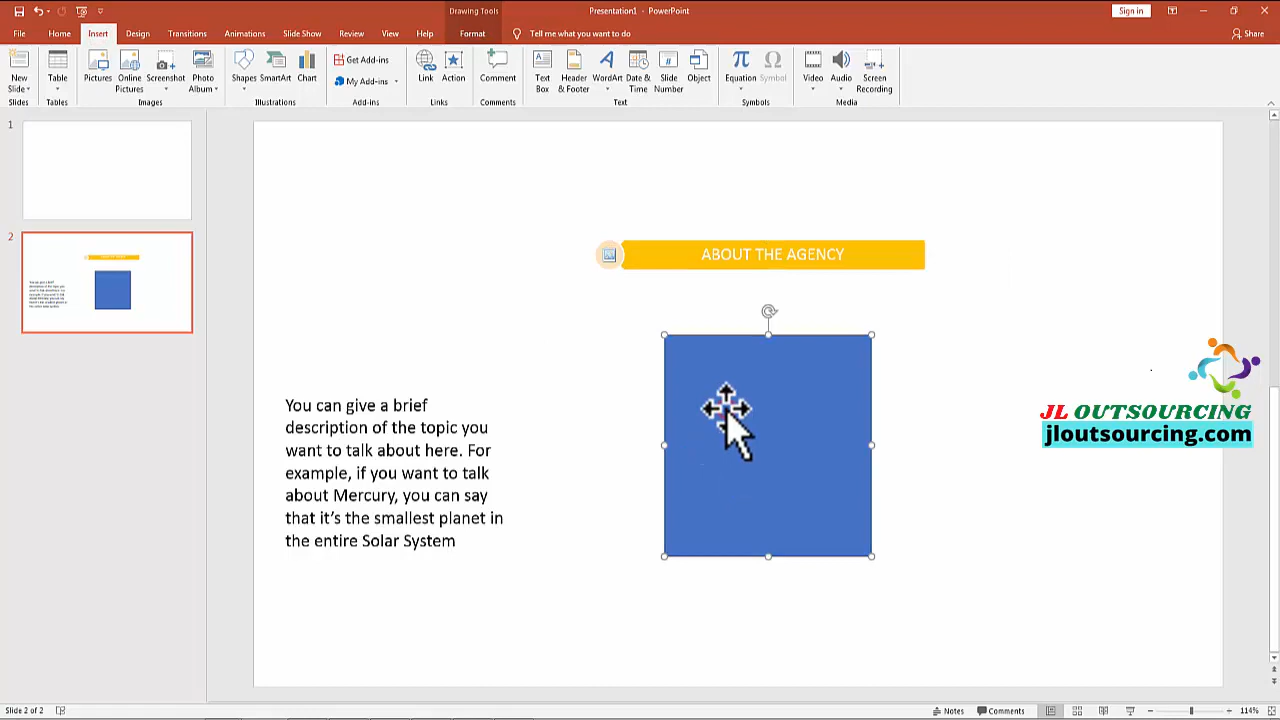 Drawing Tools
Presentation1 - PowerPoint
Sign in
File
Home
Insert
Design
Transitions
Animations
Slide Show
Review
View
Help
Format
Tell me what you want to do
Share
New
Slide
Slides
Table
Tables
Pictures
Online
Pictures
Screenshot
Photo
Album
Images
Shapes
SmartArt
Chart
Illustrations
Get Add-ins
My Add-ins
Add-ins
Link
Action
Links
Comment
Comments
Text
Box
Header
& Footer
WordArt
Date &
Time
Slide
Number
Object
Text
Equation
Symbol
Symbols
Video
Audio
Screen
Recording
Media
1
2
ABOUT THE AGENCY
You can give a brief
description of the topic you
want to talk about here. For
example, if you want to talk
about Mercury, you can say
that it’s the smallest planet in
the entire Solar System
JL OUTSOURCING
jloutsourcing.com
Slide 2 of 2
Notes
Comments
114%